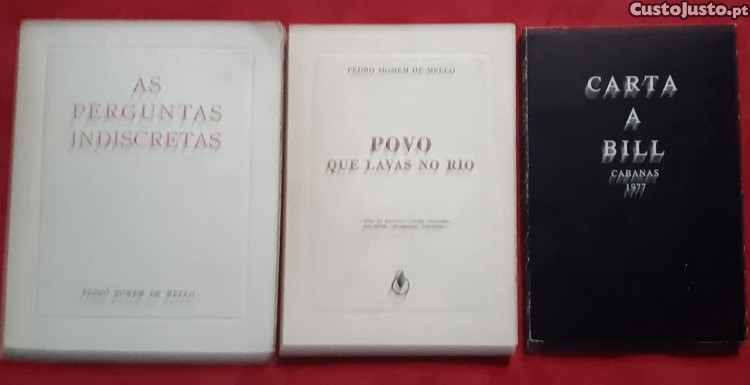 CustoJusto.pt
AS
PERGUNTAS
INDISCRETAS
PEDRO HOMEM DE MELLO
PEDRO HOMEM DE MELLO
POVO
QUE LAVAS NO RIO
CARTA
A
BILL
CABANAS
1977